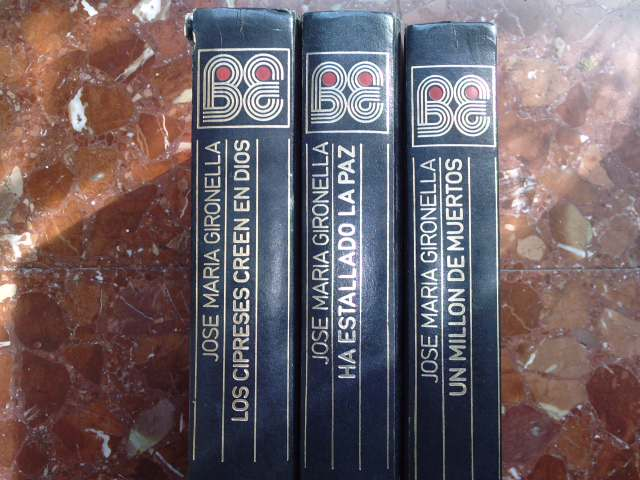 BE
JOSE MARIA GIRONELLA
LOS CIPRESES CREEN EN DIOS
BE
JOSE MARIA GIRONELLA
HA ESTALLADO LA PAZ
BE
JOSE MARIA GIRONELLA
UN MILLON DE MUERTOS